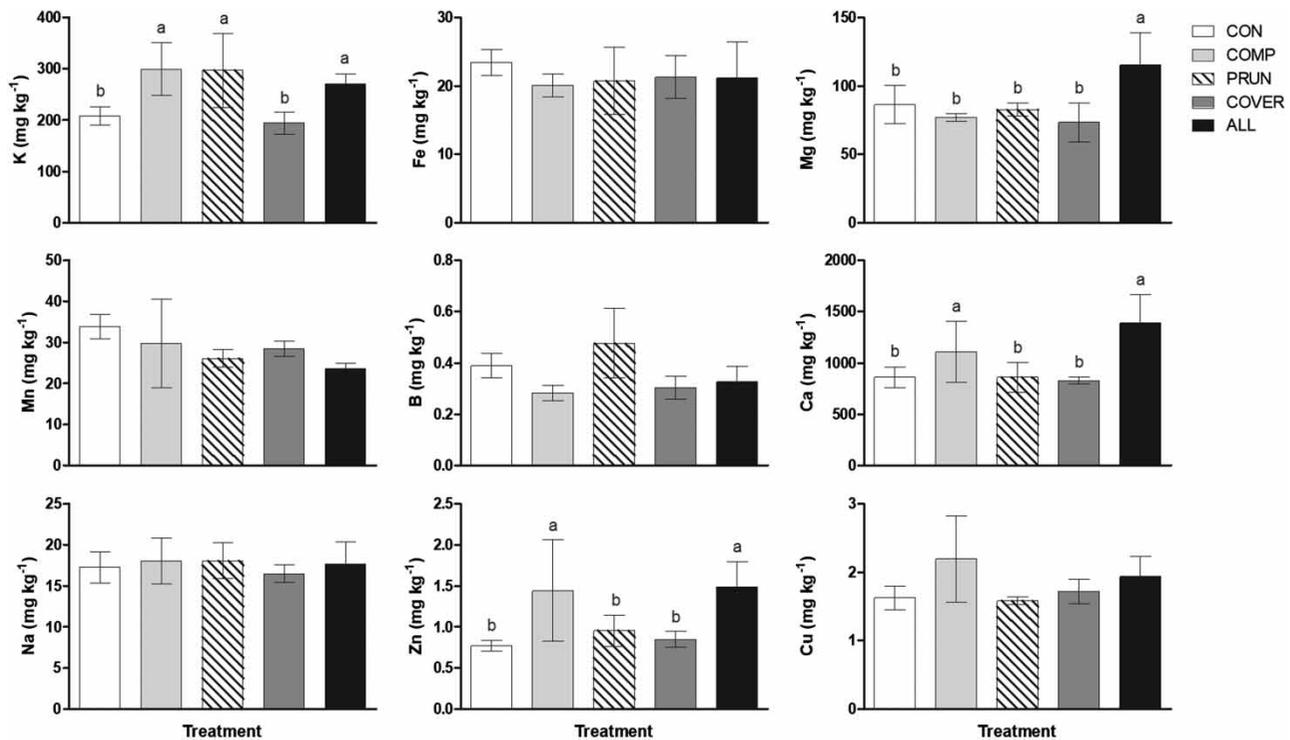 K (mg kg-1)
400
300
200
100
0
b
a
a
b
a
Fe (mg kg-1)
30
20
10
0
Mg (mg kg-1)
150
100
50
0
b
b
b
b
a
CON
COMP
PRUN
COVER
ALL
Mn (mg kg-1)
50
40
30
20
10
0
B (mg kg-1)
0.8
0.6
0.4
0.2
0.0
Ca (mg kg-1)
2000
1500
1000
500
0
b
a
b
b
a
Na (mg kg-1)
25
20
15
10
5
0
Treatment
Zn (mg kg-1)
2.5
2.0
1.5
1.0
0.5
0.0
b
a
b
b
a
Treatment
Cu (mg kg-1)
3
2
1
0
Treatment